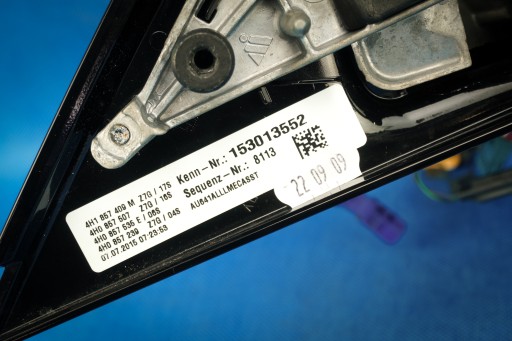 4H1 857 409 M Z7G / 17S
4H0 857 507 Z7G / 16S
4H0 857 535 E / 06S
4H0 857 239 Z7G / 04S
07.07.2015 07:23:53
Kenn-Nr.: 153013552
Sequenz-Nr.: 8113
AU641ALLLMECASST
22 09 09